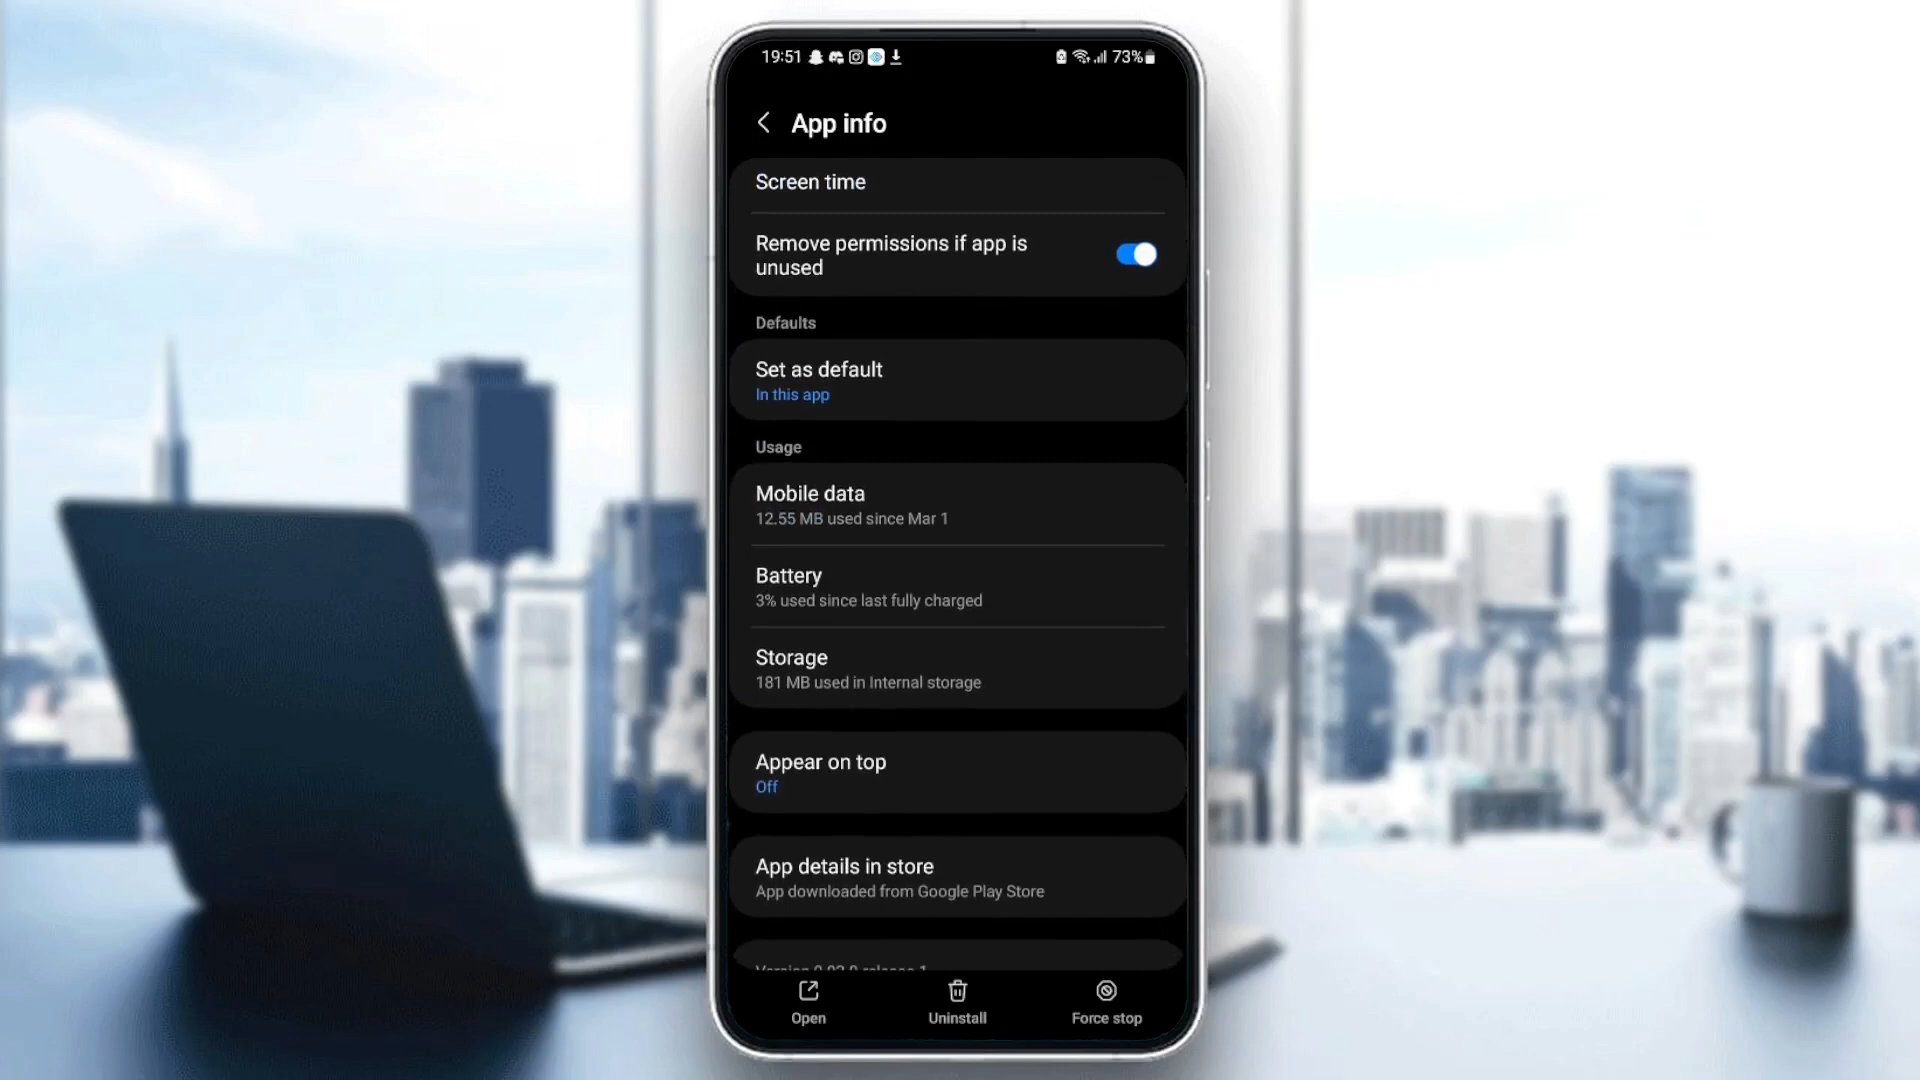 19:51 73%
App info
Screen time
Remove permissions if app is
unused
Defaults
Set as default
In this app
Usage
Mobile data
12.55 MB used since Mar 1
Battery
3% used since last fully charged
Storage
181 MB used in Internal storage
Appear on top
Off
App details in store
App downloaded from Google Play Store
Open Uninstall Force stop